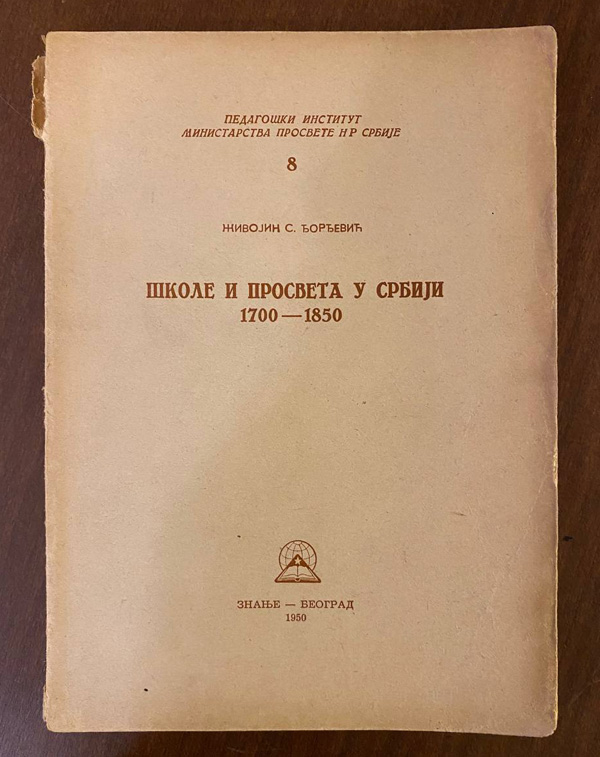 ПЕДАГОШКИ ИНСТИТУТ
МИНИСТАРСТВА ПРОСВЕТЕ НР СРБИЈЕ
8
ЖИВОЈИН С. ЂОРЂЕВИЋ
ШКОЛЕ И ПРОСВЕТА У СРБИЈИ
1700 — 1850
ЗНАЊЕ — БЕОГРАД
1950